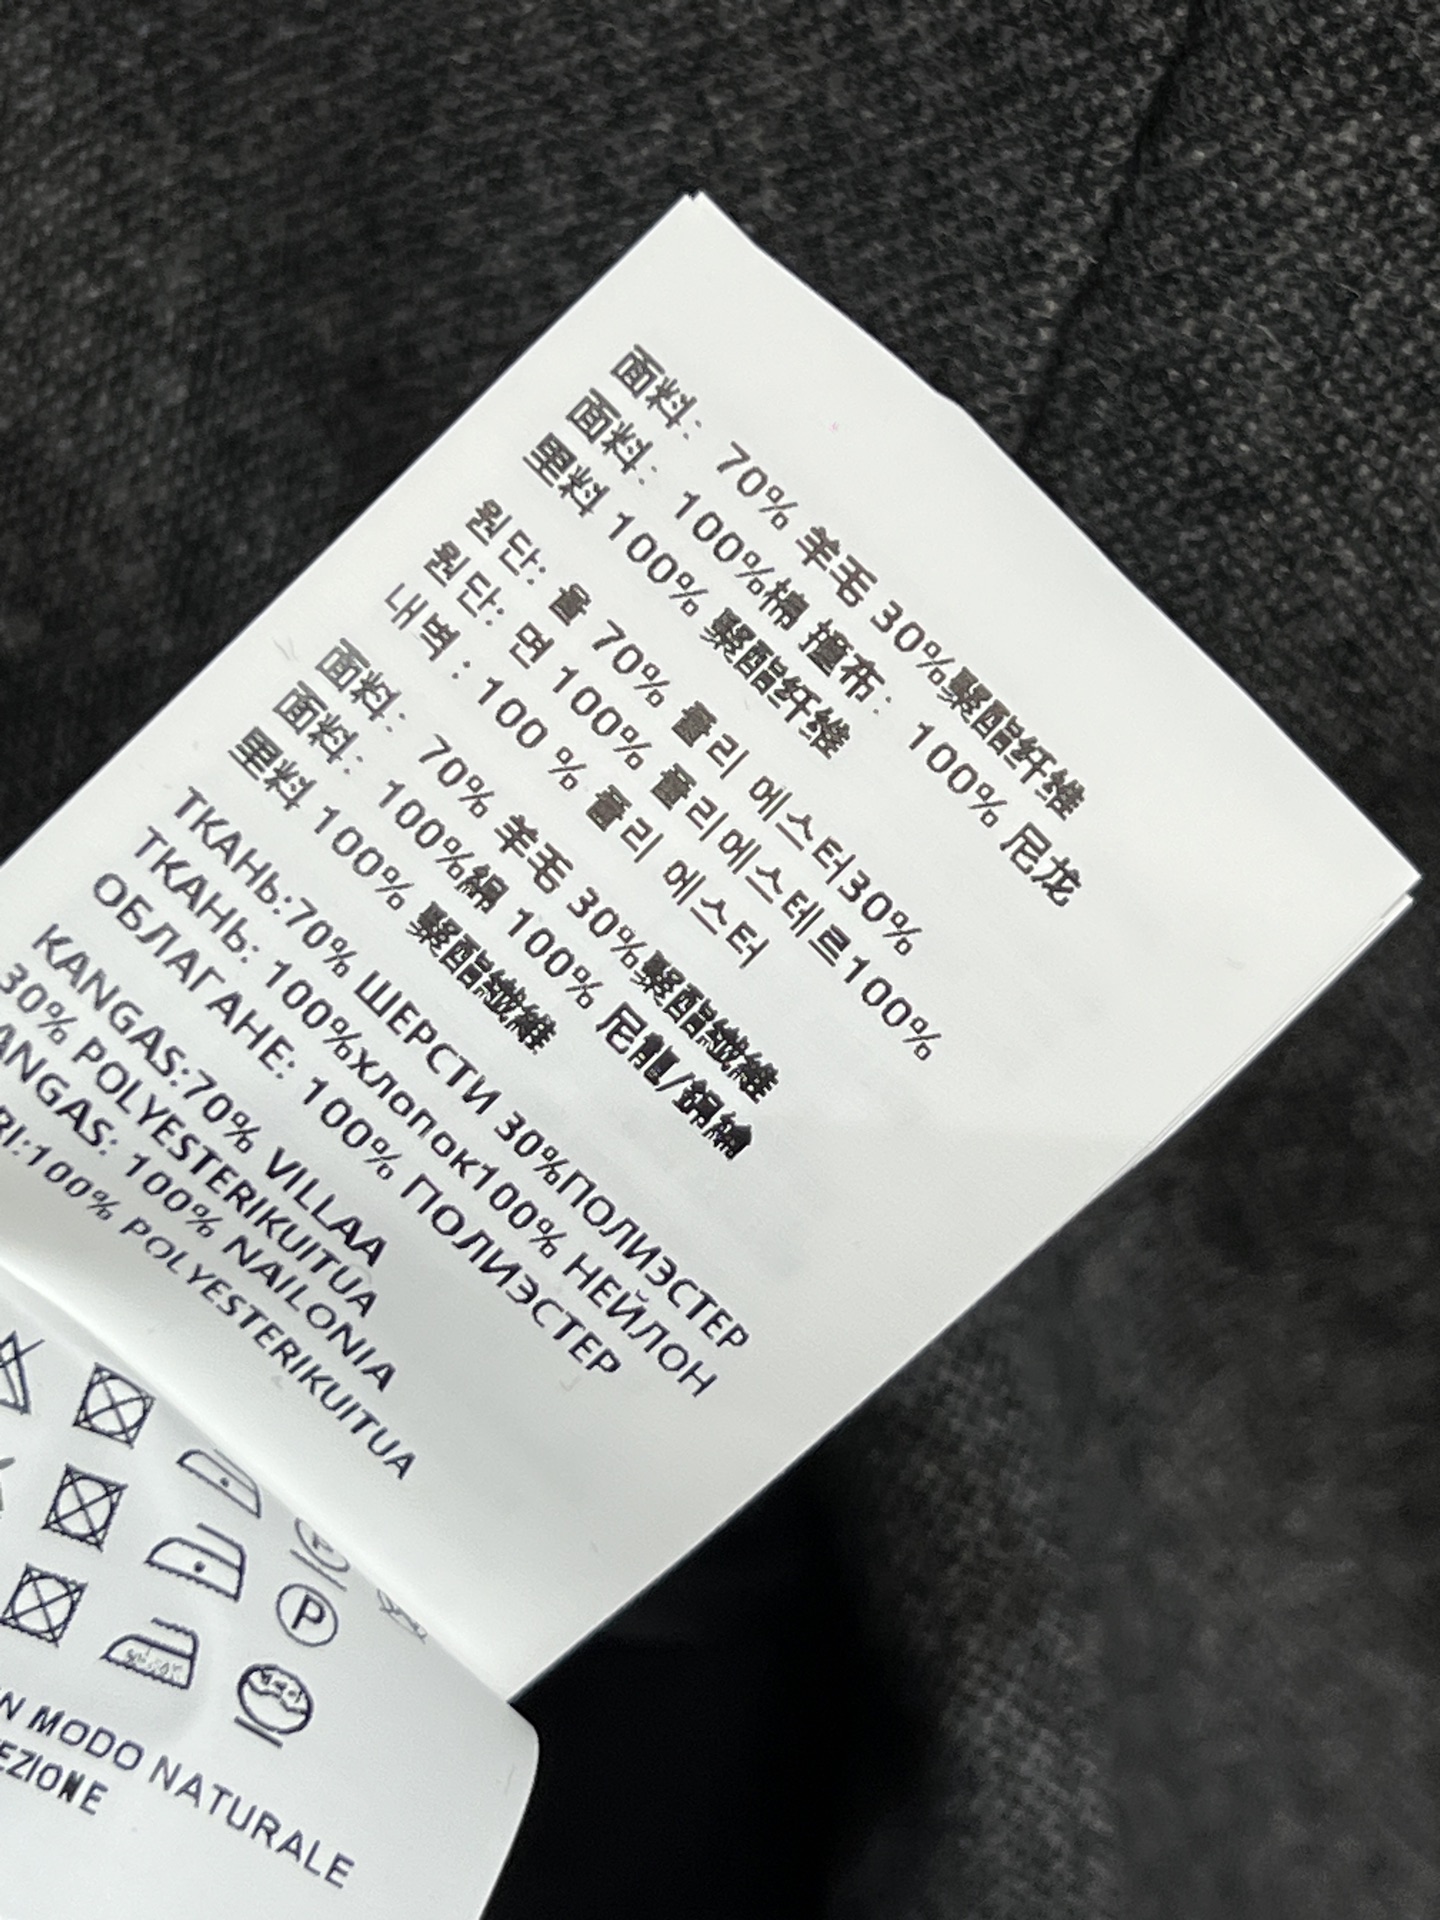 面料: 70% 羊毛 30%聚酯纤维
面料: 100%棉 撞布: 100% 尼龙
里料 100% 聚酯纤维
원단: 울 70% 폴리 에스터30%
원단: 면 100% 폴리에스테르100%
내벽 : 100 % 폴리 에스터
面料: 70% 羊毛 30%聚酯纖維
面料: 100%綿 100% 尼龍/錦綸
里料 100% 聚酯纖維
ТКАНЬ:70% ШЕРСТИ 30%ПОЛИЭСТЕР
ТКАНЬ: 100%хлопок100% НЕЙЛОН
ОБЛАГАНЕ: 100% ПОЛИЭСТЕР
KANGAS:70% VILLAA
30% POLYESTERIKUITUA
ANGAS: 100% NAILONIA
RI:100% POLYESTERIKUITUA
P
N MODO NATURALE
EZIONE